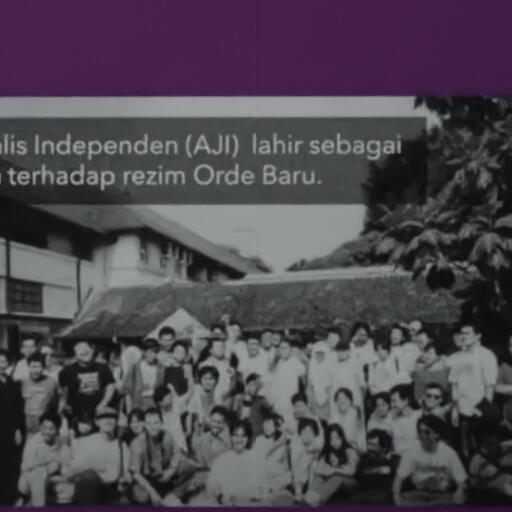 lis Independen (AJI) lahir sebagai
terhadap rezim Orde Baru.